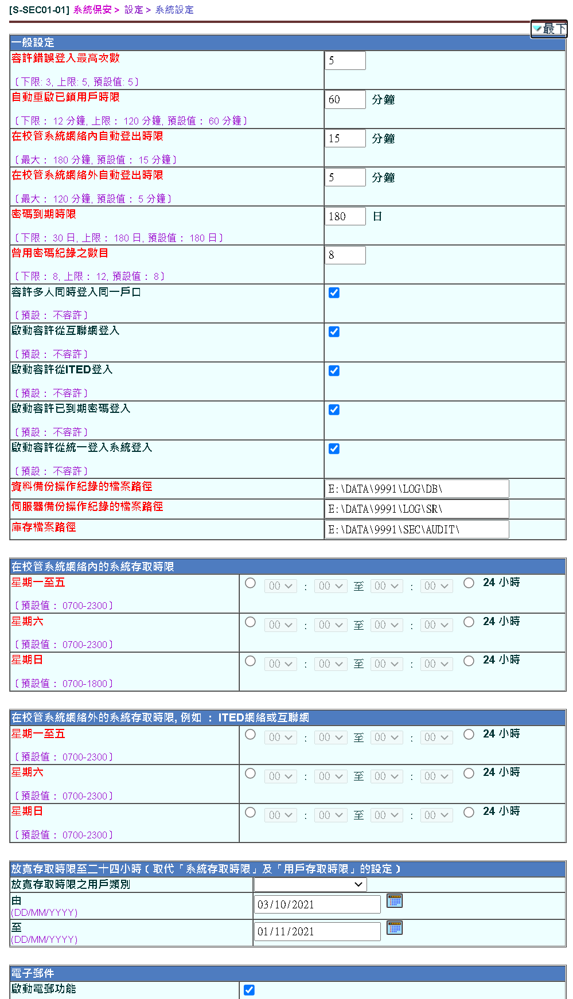 [S-SEC01-01] 系統保安 > 設定 > 系統設定
最下
一般設定
容許錯誤登入最高次數
5
〔下限: 3, 上限: 5, 預設值: 5〕
自動重啟已鎖用戶時限
60 分鐘
〔下限： 12 分鐘, 上限： 120 分鐘, 預設值： 60 分鐘〕
在校管系統網絡內自動登出時限
15 分鐘
〔最大： 180 分鐘, 預設值： 15 分鐘〕
在校管系統網絡外自動登出時限
5 分鐘
〔最大： 120 分鐘, 預設值： 5 分鐘〕
密碼到期時限
180 日
〔下限： 30 日, 上限： 180 日, 預設值： 180 日〕
曾用密碼紀錄之數目
8
〔下限： 8, 上限： 12, 預設值： 8〕
容許多人同時登入同一戶口
〔預設： 不容許〕
啟動容許從互聯網登入
〔預設： 不容許〕
啟動容許從ITED登入
〔預設： 不容許〕
啟動容許已到期密碼登入
〔預設： 不容許〕
啟動容許從統一登入系統登入
〔預設： 不容許〕
資料備份操作紀錄的檔案路徑 E:\DATA\9991\LOG\DB\
伺服器備份操作紀錄的檔案路徑 E:\DATA\9991\LOG\SR\
庫存檔案路徑 E:\DATA\9991\SEC\AUDIT\
在校管系統網絡內的系統存取時限
星期一至五 00 : 00 至 00 : 00 24 小時
〔預設值： 0700-2300〕
星期六 00 : 00 至 00 : 00 24 小時
〔預設值： 0700-2300〕
星期日 00 : 00 至 00 : 00 24 小時
〔預設值： 0700-1800〕
在校管系統網絡外的系統存取時限, 例如 ： ITED網絡或互聯網
星期一至五 00 : 00 至 00 : 00 24 小時
〔預設值： 0700-2300〕
星期六 00 : 00 至 00 : 00 24 小時
〔預設值： 0700-2300〕
星期日 00 : 00 至 00 : 00 24 小時
〔預設值： 0700-2300〕
放寬存取時限至二十四小時﹝取代「系統存取時限」及「用戶存取時限」的設定﹞
放寬存取時限之用戶類別
由
(DD/MM/YYYY)
03/10/2021
至
(DD/MM/YYYY)
01/11/2021
電子郵件
啟動電郵功能